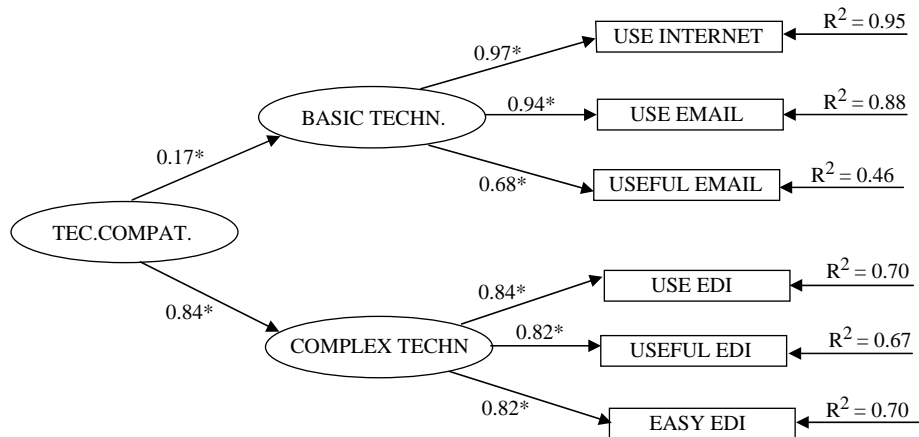 R² = 0.95
USE INTERNET
0.97*
R² = 0.88
0.94*
USE EMAIL
BASIC TECHN.
0.17*
0.68*
R² = 0.46
USEFUL EMAIL
TEC.COMPAT.
R² = 0.70
USE EDI
0.84*
0.84*
R² = 0.67
0.82*
USEFUL EDI
COMPLEX TECHN
0.82*
R² = 0.70
EASY EDI